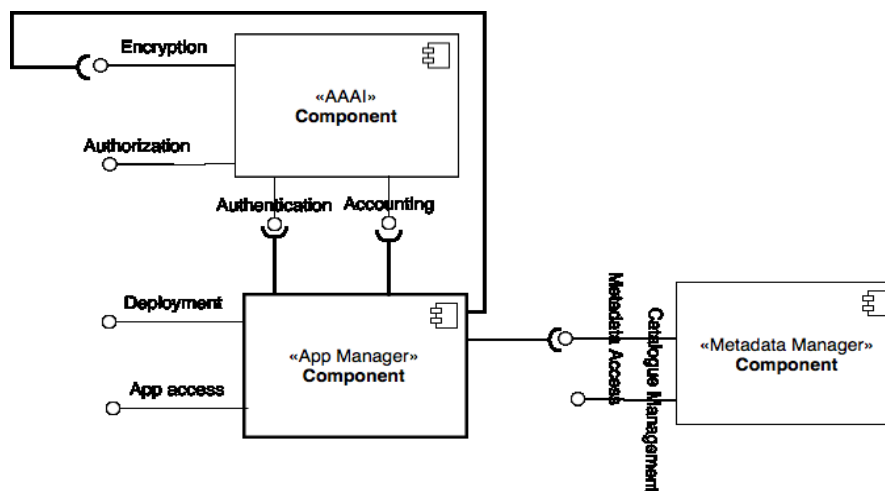 Encryption
«AAAI»
Component
Authorization
Authentication
Accounting
Deployment
«App Manager»
Component
App access
Metadata Access
Catalogue Management
«Metadata Manager»
Component